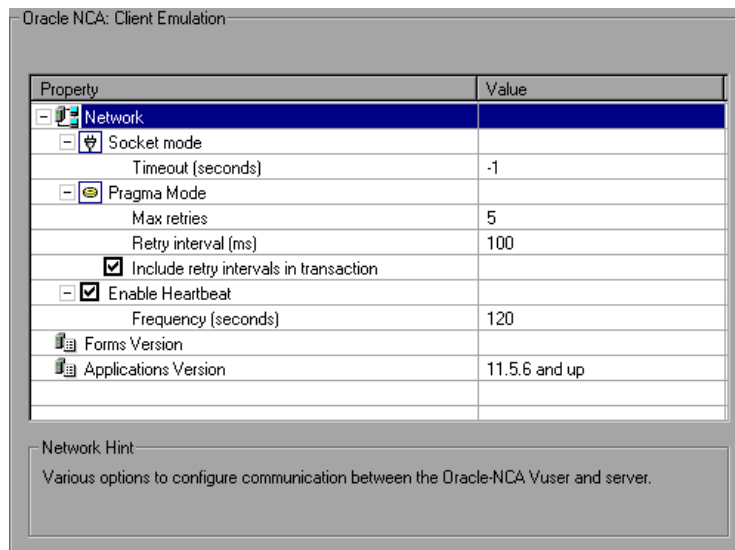 Oracle NCA: Client Emulation
Property Value
Network
Socket mode
Timeout (seconds) -1
Pragma Mode
Max retries 5
Retry interval (ms) 100
Include retry intervals in transaction
Enable Heartbeat
Frequency (seconds) 120
Forms Version
Applications Version 11.5.6 and up
Network Hint
Various options to configure communication between the Oracle-NCA Vuser and server.